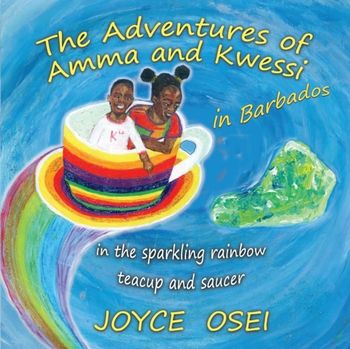 The Adventures of
Amma and Kwessi
in Barbados
K
in the sparkling rainbow
teacup and saucer
JOYCE OSEI